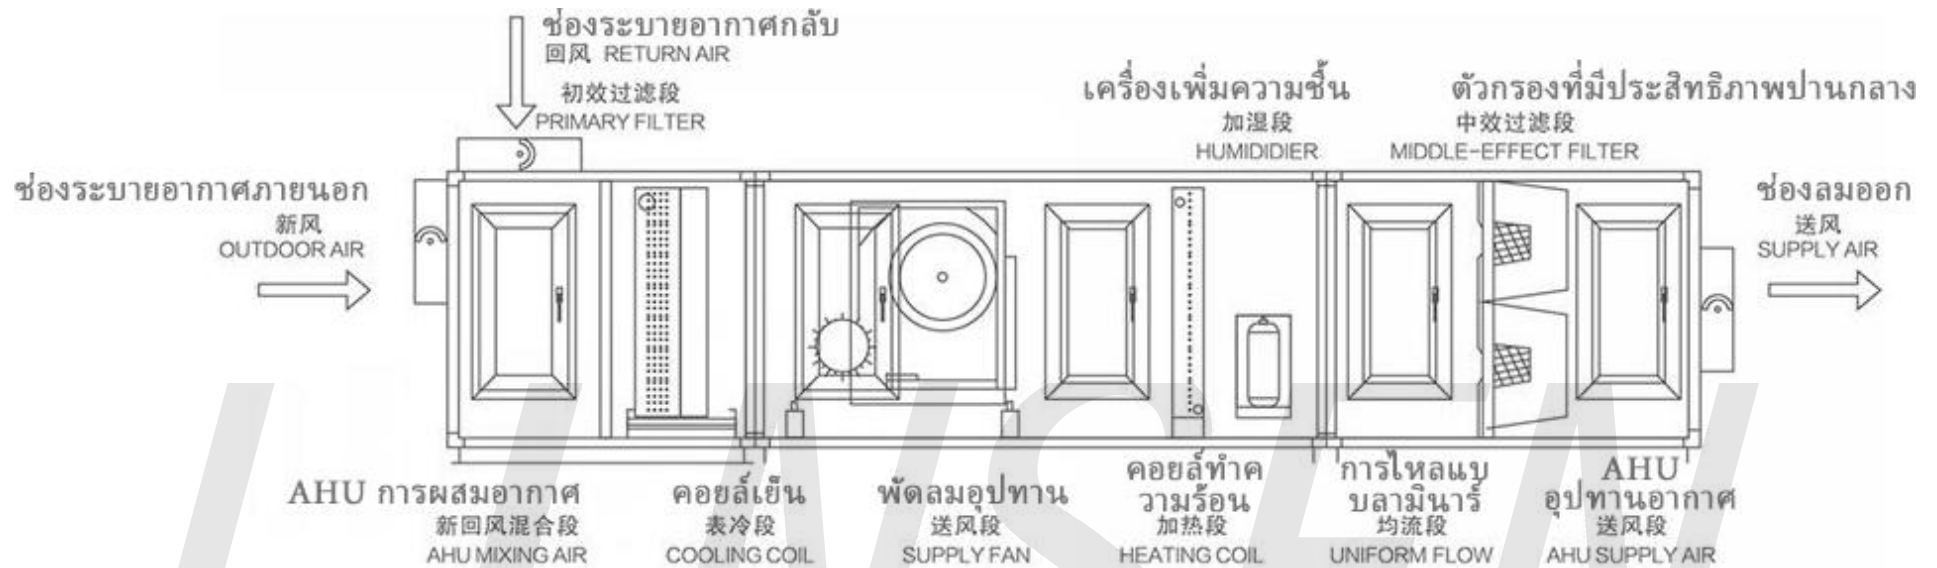 ช่องระบายอากาศกลับ
回风 RETURN AIR
初效过滤段
PRIMARY FILTER
เครื่องเพิ่มความชื้น
加湿段
HUMIDIDIER
ตัวกรองที่มีประสิทธิภาพปานกลาง
中效过滤段
MIDDLE-EFFECT FILTER
ช่องระบายอากาศภายนอก
新风
OUTDOOR AIR
ช่องลมออก
送风
SUPPLY AIR
AHU การผสมอากาศ
新回风混合段
AHU MIXING AIR
คอยล์เย็น
表冷段
COOLING COIL
พัดลมอุปทาน
送风段
SUPPLY FAN
คอยล์ทำค
วามร้อน
加热段
HEATING COIL
การไหลแบ
บลามินาร์
均流段
UNIFORM FLOW
AHU
อุปทานอากาศ
送风段
AHU SUPPLY AIR